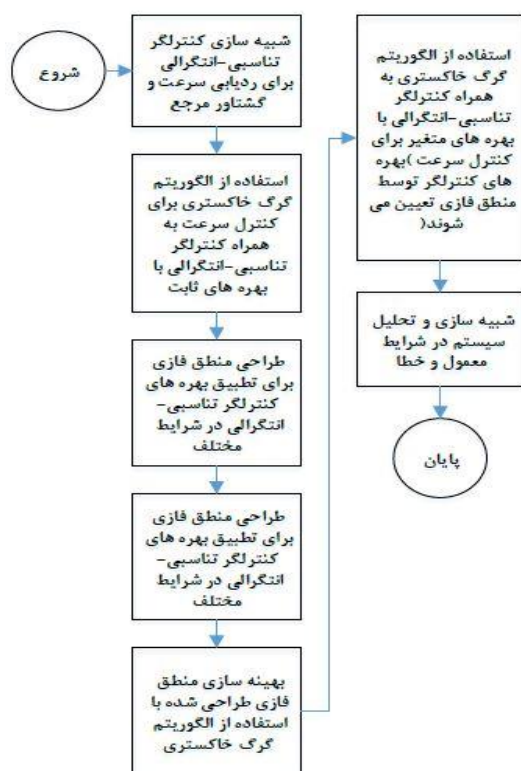 شروع
شبیه سازی کنترلگر
تناسبی-انتگرالی
برای ردیابی سرعت و
گشتاور مرجع
استفاده از الگوریتم
گرگ خاکستری برای
کنترل سرعت به
همراه کنترلگر
تناسبی-انتگرالی با
بهره های ثابت
طراحی منطق فازی
برای تطبیق بهره های
کنترلگر تناسبی-
انتگرالی در شرایط
مختلف
طراحی منطق فازی
برای تطبیق بهره های
کنترلگر تناسبی-
انتگرالی در شرایط
مختلف
بهینه سازی منطق
فازی طراحی شده با
استفاده از الگوریتم
گرگ خاکستری
استفاده از الگوریتم
گرگ خاکستری به
همراه کنترلگر
تناسبی-انتگرالی با
بهره های متغیر برای
کنترل سرعت )بهره
های کنترلگر توسط
منطق فازی تعیین می
شوند(
شبیه سازی و تحلیل
سیستم در شرایط
معمول و خطا
پایان